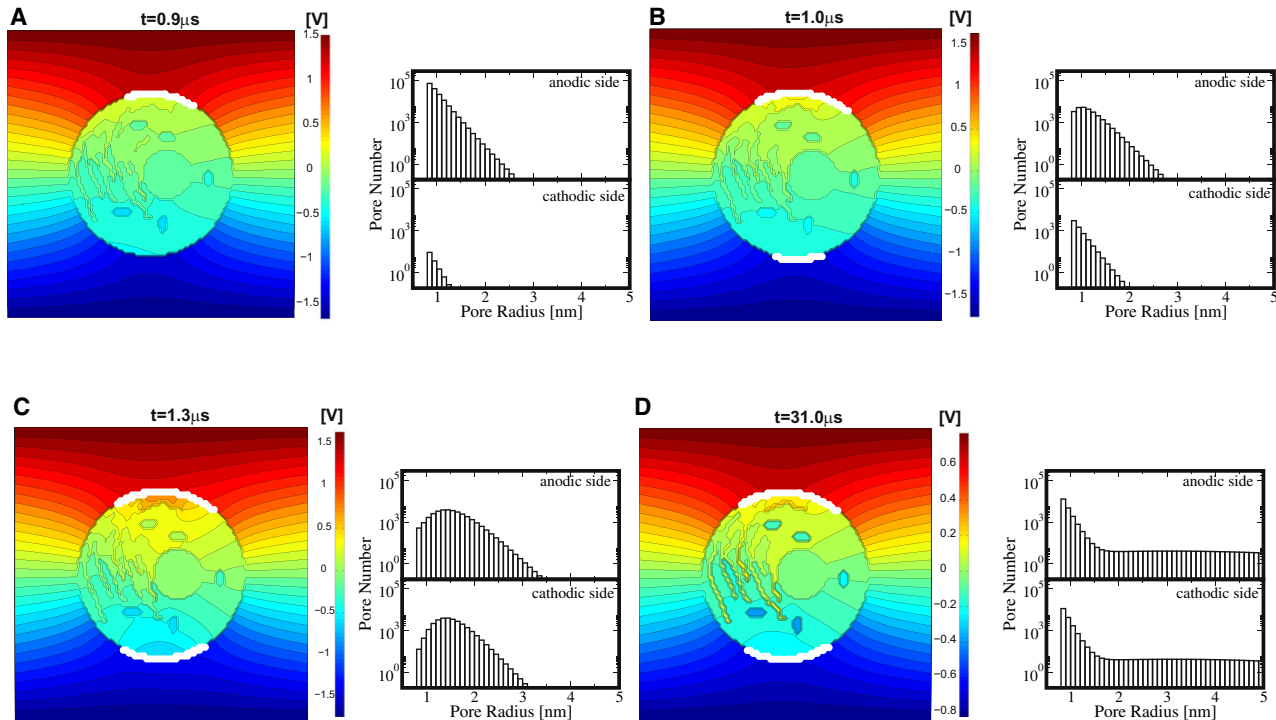 A
t=0.9μs
[V]
1.5
1
0.5
0
−0.5
−1
−1.5
Pore Number
10^5
10^3
10^0
anodic side
10^5
10^3
10^0
cathodic side
1 2 3 4 5
Pore Radius [nm]
B
t=1.0μs
[V]
1.5
1
0.5
0
−0.5
−1
−1.5
Pore Number
10^5
10^3
10^0
anodic side
10^5
10^3
10^0
cathodic side
1 2 3 4 5
Pore Radius [nm]
C
t=1.3μs
[V]
1.5
1
0.5
0
−0.5
−1
−1.5
Pore Number
10^5
10^3
10^0
anodic side
10^5
10^3
10^0
cathodic side
1 2 3 4 5
Pore Radius [nm]
D
t=31.0μs
[V]
0.6
0.4
0.2
0
−0.2
−0.4
−0.6
−0.8
Pore Number
10^5
10^3
10^0
anodic side
10^5
10^3
10^0
cathodic side
1 2 3 4 5
Pore Radius [nm]